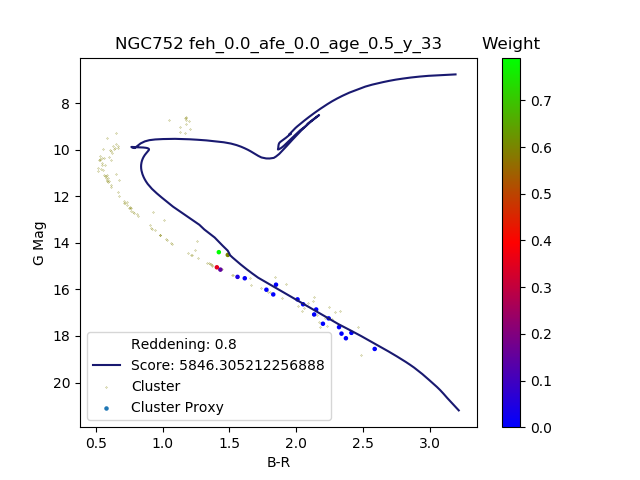 NGC752 feh_0.0_afe_0.0_age_0.5_y_33
Weight
8
10
12
14
16
18
20
G Mag
0.5
1.0
1.5
2.0
2.5
3.0
B-R
Reddening: 0.8
Score: 5846.305212256888
Cluster
Cluster Proxy
0.7
0.6
0.5
0.4
0.3
0.2
0.1
0.0